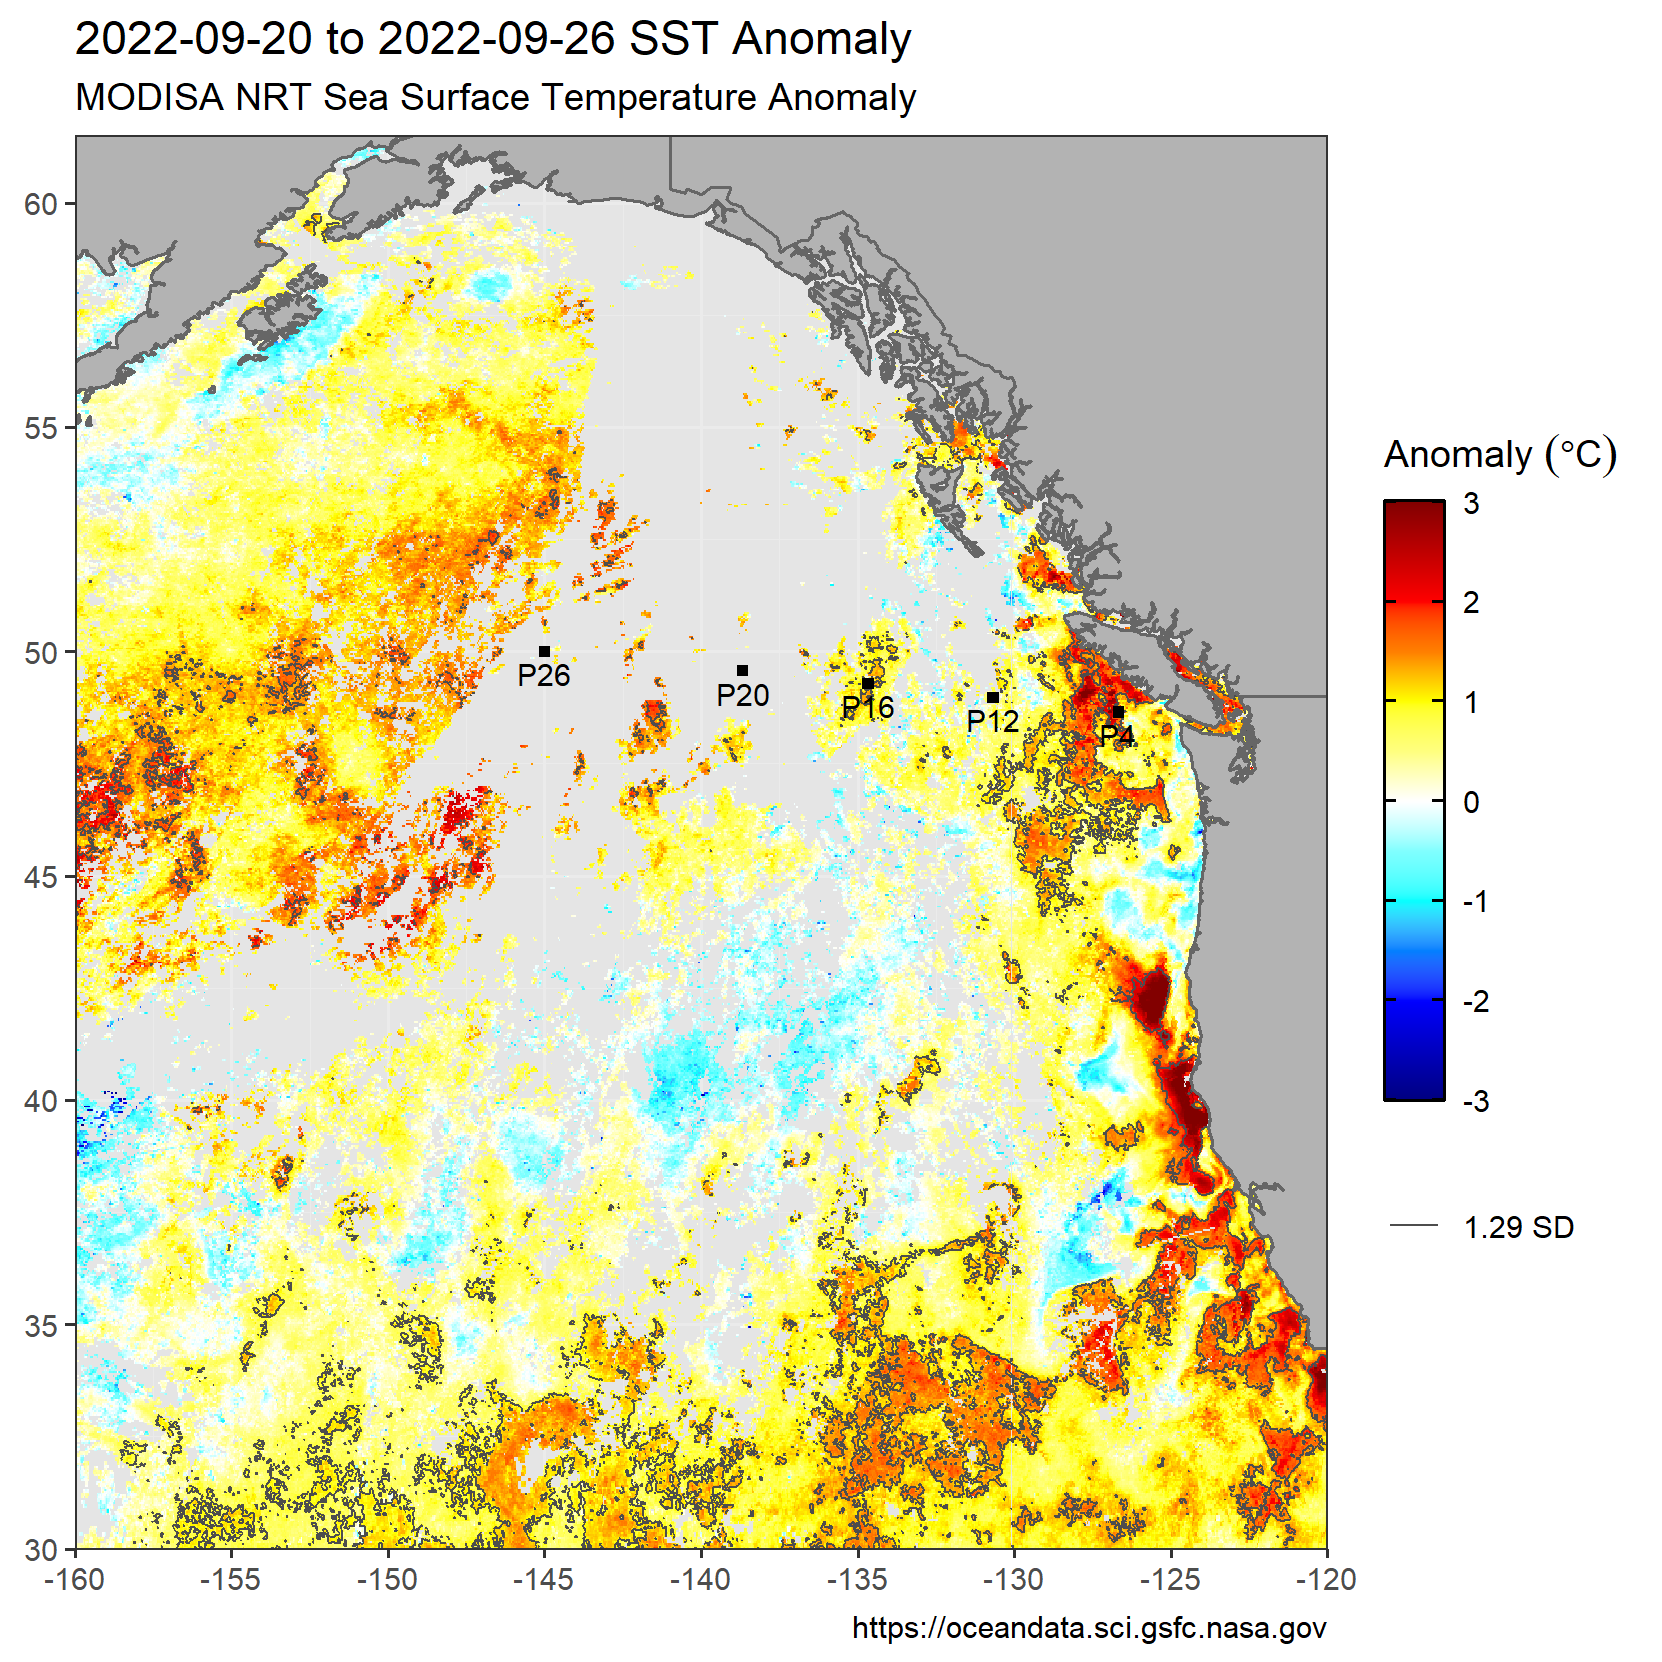 2022-09-20 to 2022-09-26 SST Anomaly
MODISA NRT Sea Surface Temperature Anomaly
60
55
50
45
40
35
30
-160
-155
-150
-145
-140
-135
-130
-125
-120
P26
P20
P16
P12
P4
Anomaly (°C)
3
2
1
0
-1
-2
-3
1.29 SD
https://oceandata.sci.gsfc.nasa.gov